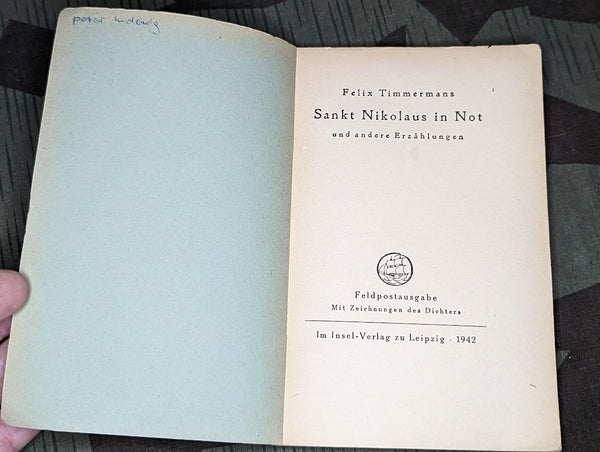 peter ludewig
Felix Timmermans
Sankt Nikolaus in Not
und andere Erzählungen
Feldpostausgabe
Mit Zeichnungen des Dichters
Im Insel-Verlag zu Leipzig · 1942